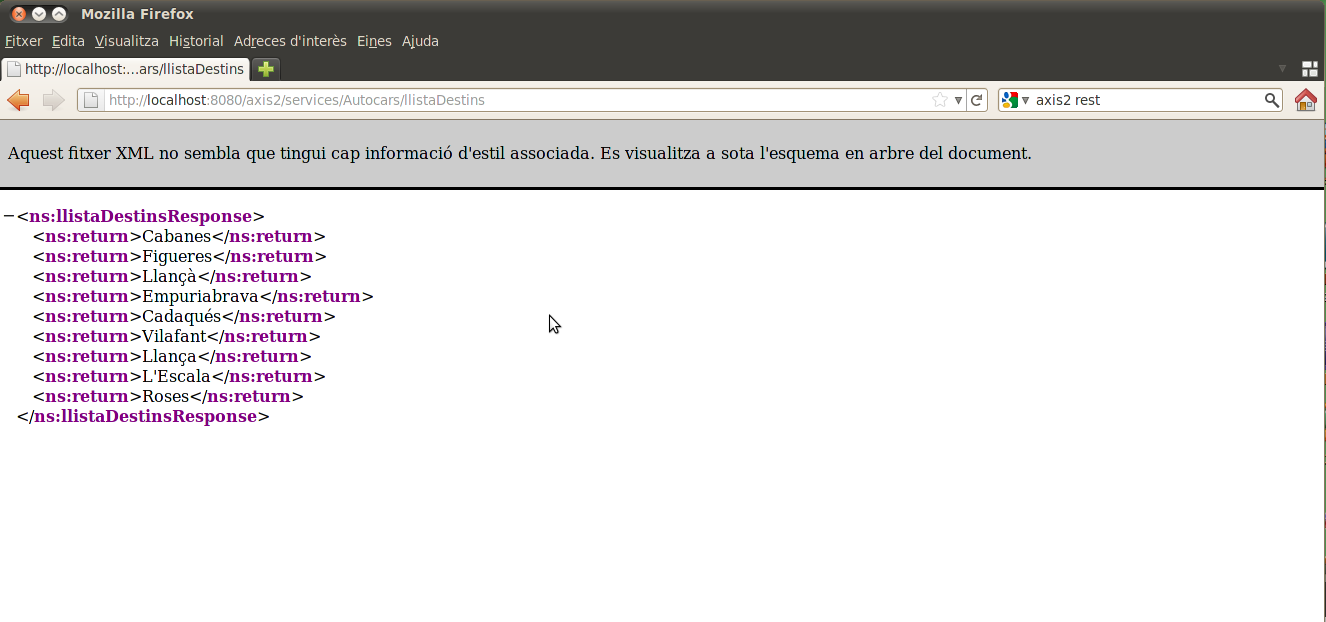 Mozilla Firefox
Fitxer Edita Visualitza Historial Adreces d'interès Eines Ajuda
http://localhost:...ars/llistaDestins
http://localhost:8080/axis2/services/Autocars/llistaDestins axis2 rest
Aquest fitxer XML no sembla que tingui cap informació d'estil associada. Es visualitza a sota l'esquema en arbre del document.
−<ns:llistaDestinsResponse>
<ns:return>Cabanes</ns:return>
<ns:return>Figueres</ns:return>
<ns:return>Llançà</ns:return>
<ns:return>Empuriabrava</ns:return>
<ns:return>Cadaqués</ns:return>
<ns:return>Vilafant</ns:return>
<ns:return>Llança</ns:return>
<ns:return>L'Escala</ns:return>
<ns:return>Roses</ns:return>
</ns:llistaDestinsResponse>